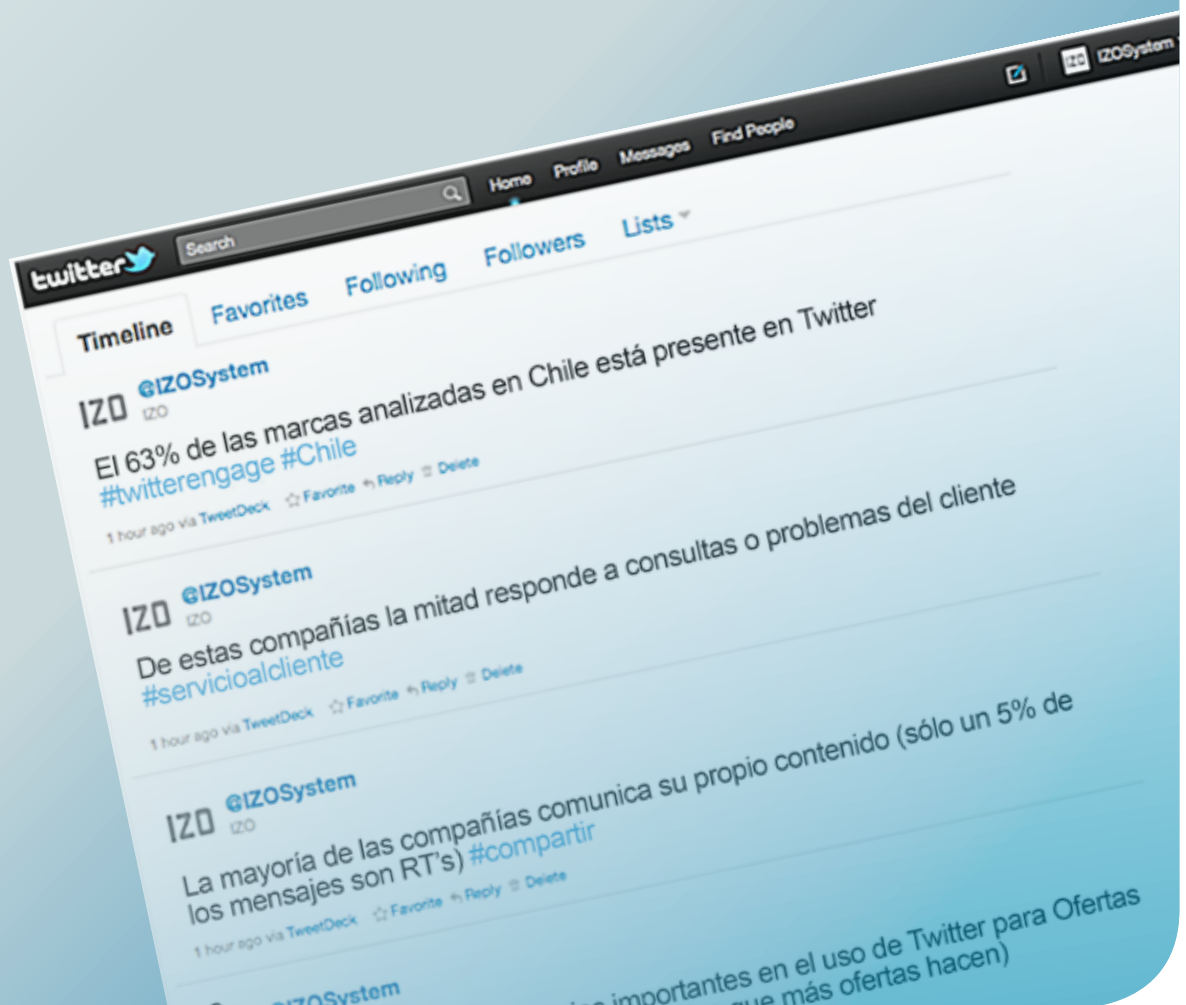 twitter
Search
Home Profile Messages Find People
IZO IZOSystem
Timeline Favorites Following Followers Lists
IZO @IZOSystem
IZO
El 63% de las marcas analizadas en Chile está presente en Twitter
#twitterengage #Chile
1 hour ago via TweetDeck Favorite Reply Delete
IZO @IZOSystem
IZO
De estas compañías la mitad responde a consultas o problemas del cliente
#servicioalcliente
1 hour ago via TweetDeck Favorite Reply Delete
IZO @IZOSystem
IZO
La mayoría de las compañías comunica su propio contenido (sólo un 5% de
los mensajes son RT's) #compartir
1 hour ago via TweetDeck Favorite Reply Delete
@IZOSystem
importantes en el uso de Twitter para Ofertas
que más ofertas hacen)